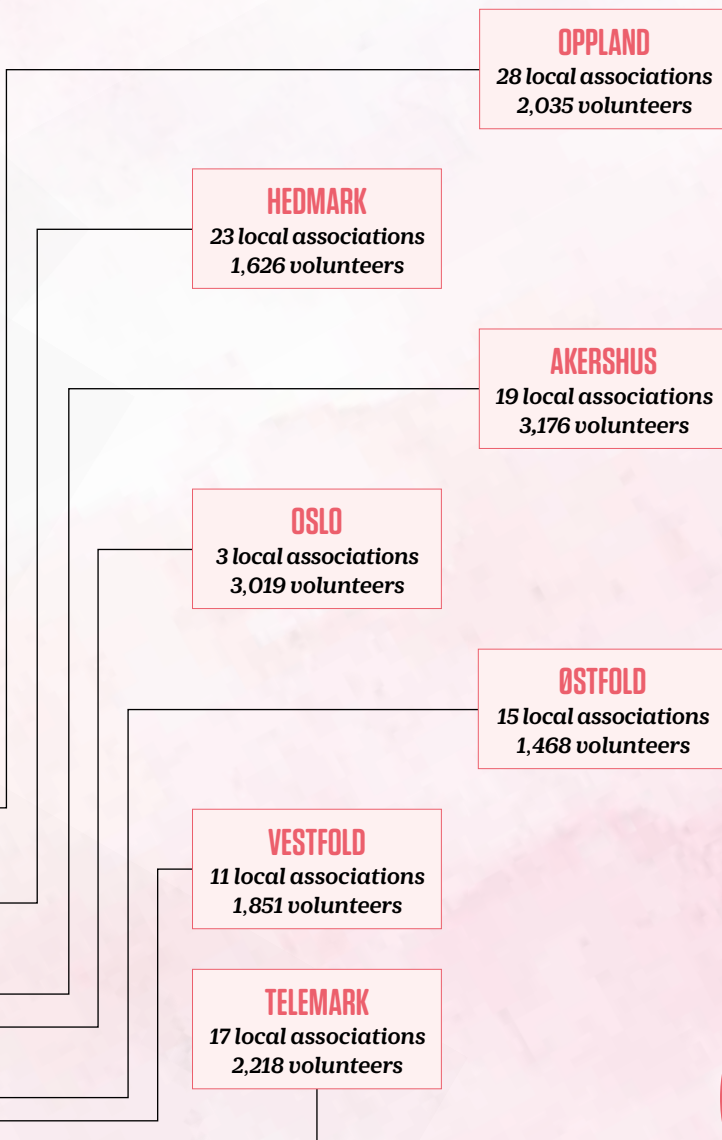 OPPLAND
28 local associations
2,035 volunteers
HEDMARK
23 local associations
1,626 volunteers
AKERSHUS
19 local associations
3,176 volunteers
OSLO
3 local associations
3,019 volunteers
ØSTFOLD
15 local associations
1,468 volunteers
VESTFOLD
11 local associations
1,851 volunteers
TELEMARK
17 local associations
2,218 volunteers